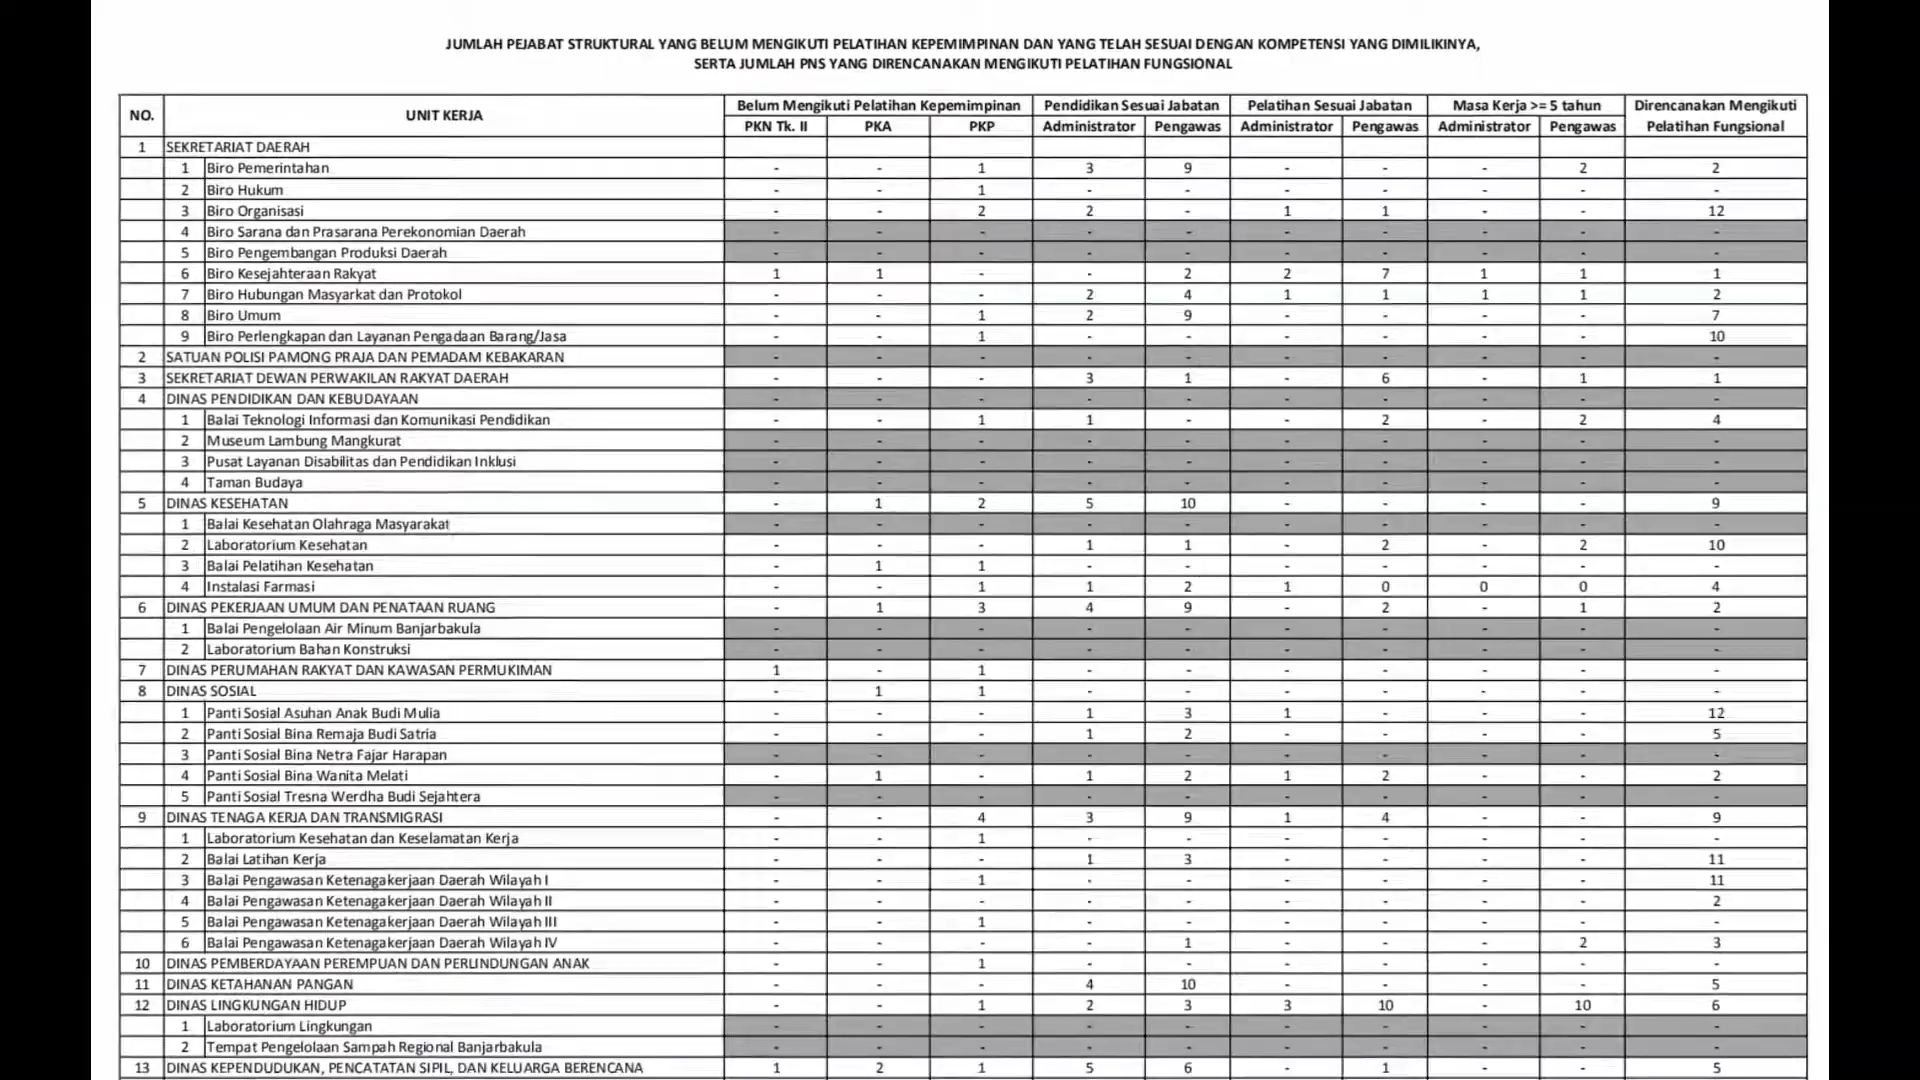 JUMLAH PEJABAT STRUKTURAL YANG BELUM MENGIKUTI PELATIHAN KEPEMIMPINAN DAN YANG TELAH SESUAI DENGAN KOMPETENSI YANG DIMILIKINYA,
SERTA JUMLAH PNS YANG DIRENCANAKAN MENGIKUTI PELATIHAN FUNGSIONAL
NO. UNIT KERJA Belum Mengikuti Pelatihan Kepemimpinan Pendidikan Sesuai Jabatan Pelatihan Sesuai Jabatan Masa Kerja >= 5 tahun Direncanakan Mengikuti
PKN Tk. II PKA PKP Administrator Pengawas Administrator Pengawas Administrator Pengawas Pelatihan Fungsional
1 SEKRETARIAT DAERAH
1 Biro Pemerintahan - - 1 3 9 - - - 2 2
2 Biro Hukum - - 1 - - - - - - -
3 Biro Organisasi - - 2 2 - 1 1 - - 12
4 Biro Sarana dan Prasarana Perekonomian Daerah - - - - - - - - - -
5 Biro Pengembangan Produksi Daerah - - - - - - - - - -
6 Biro Kesejahteraan Rakyat 1 1 - - 2 2 7 1 1 1
7 Biro Hubungan Masyarkat dan Protokol - - - 2 4 1 1 1 1 2
8 Biro Umum - - 1 2 9 - - - - 7
9 Biro Perlengkapan dan Layanan Pengadaan Barang/Jasa - - 1 - - - - - - 10
2 SATUAN POLISI PAMONG PRAJA DAN PEMADAM KEBAKARAN - - - - - - - - - -
3 SEKRETARIAT DEWAN PERWAKILAN RAKYAT DAERAH - - - 3 1 - 6 - 1 1
4 DINAS PENDIDIKAN DAN KEBUDAYAAN - - - - - - - - - -
1 Balai Teknologi Informasi dan Komunikasi Pendidikan - - 1 1 - - 2 - 2 4
2 Museum Lambung Mangkurat - - - - - - - - - -
3 Pusat Layanan Disabilitas dan Pendidikan Inklusi - - - - - - - - - -
4 Taman Budaya - - - - - - - - - -
5 DINAS KESEHATAN - 1 2 5 10 - - - - 9
1 Balai Kesehatan Olahraga Masyarakat - - - - - - - - - -
2 Laboratorium Kesehatan - - - 1 1 - 2 - 2 10
3 Balai Pelatihan Kesehatan - 1 1 - - - - - - -
4 Instalasi Farmasi - - 1 1 2 1 0 0 0 4
6 DINAS PEKERJAAN UMUM DAN PENATAAN RUANG - 1 3 4 9 - 2 - 1 2
1 Balai Pengelolaan Air Minum Banjarbakula - - - - - - - - - -
2 Laboratorium Bahan Konstruksi - - - - - - - - - -
7 DINAS PERUMAHAN RAKYAT DAN KAWASAN PERMUKIMAN 1 - 1 - - - - - - -
8 DINAS SOSIAL - 1 1 - - - - - - -
1 Panti Sosial Asuhan Anak Budi Mulia - - - 1 3 1 - - - 12
2 Panti Sosial Bina Remaja Budi Satria - - - 1 2 - - - - 5
3 Panti Sosial Bina Netra Fajar Harapan - - - - - - - - - -
4 Panti Sosial Bina Wanita Melati - 1 - 1 2 1 2 - - 2
5 Panti Sosial Tresna Werdha Budi Sejahtera - - - - - - - - - -
9 DINAS TENAGA KERJA DAN TRANSMIGRASI - - 4 3 9 1 4 - - 9
1 Laboratorium Kesehatan dan Keselamatan Kerja - - 1 - - - - - - -
2 Balai Latihan Kerja - - - 1 3 - - - - 11
3 Balai Pengawasan Ketenagakerjaan Daerah Wilayah I - - 1 - - - - - - 11
4 Balai Pengawasan Ketenagakerjaan Daerah Wilayah II - - - - - - - - - 2
5 Balai Pengawasan Ketenagakerjaan Daerah Wilayah III - - 1 - - - - - - -
6 Balai Pengawasan Ketenagakerjaan Daerah Wilayah IV - - - - 1 - - - 2 3
10 DINAS PEMBERDAYAAN PEREMPUAN DAN PERLINDUNGAN ANAK - - 1 - - - - - - -
11 DINAS KETAHANAN PANGAN - - - 4 10 - - - - 5
12 DINAS LINGKUNGAN HIDUP - - 1 2 3 3 10 - 10 6
1 Laboratorium Lingkungan - - - - - - - - - -
2 Tempat Pengelolaan Sampah Regional Banjarbakula - - - - - - - - - -
13 DINAS KEPENDUDUKAN, PENCATATAN SIPIL, DAN KELUARGA BERENCANA 1 2 1 5 6 - 1 - - 5